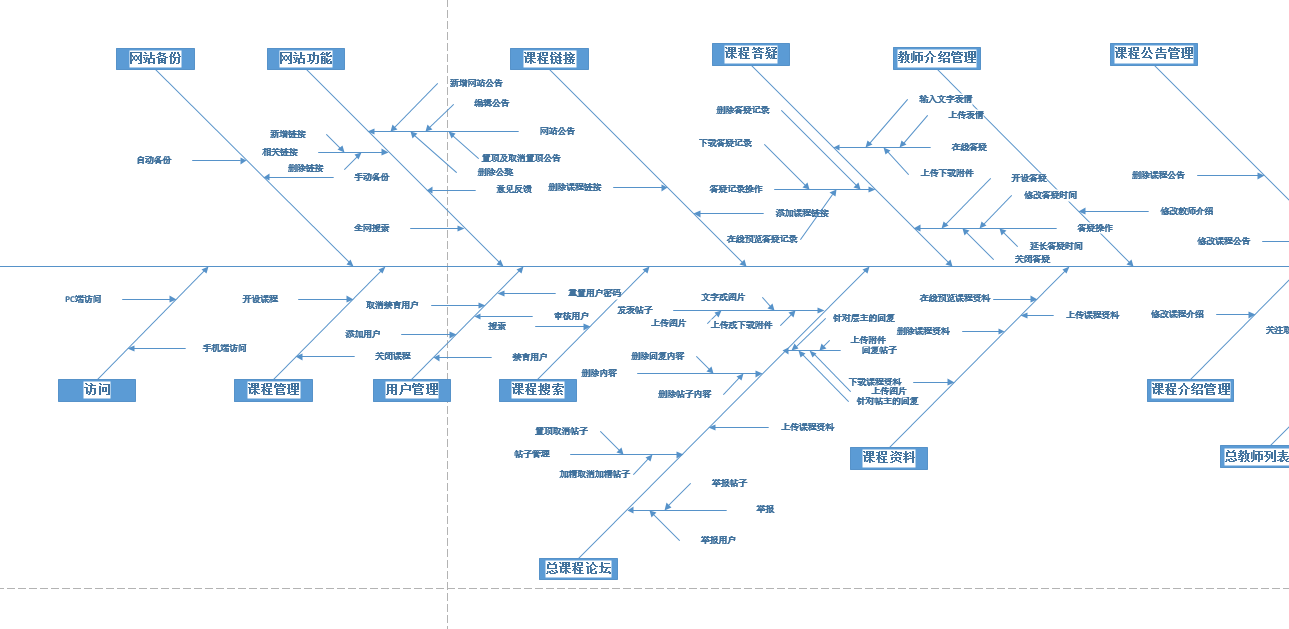 网站备份
网站功能
课程链接
课程答疑
教师介绍管理
课程公告管理
新增网站公告
编辑公告
网站公告
置顶及取消置顶公告
删除公奖
意见反馈
新增链接
相关链接
删除链接
手动备份
自动备份
全网搜索
删除课程链接
添加课程链接
删除答疑记录
下载答疑记录
答疑记录操作
在线预览答疑记录
输入文字表情
上传表情
在线答疑
上传下载附件
开设答疑
修改答疑时间
答疑操作
延长答疑时间
关闭答疑
删除课程公告
修改教师介绍
修改课程公告
PC端访问
手机端访问
开设课程
关闭课程
取消禁言用户
添加用户
重置用户密码
搜索
审核用户
禁言用户
发表帖子
文字或图片
上传图片
上传或下载附件
针对层主的回复
上传附件
回复帖子
上传图片
针对帖主的回复
删除回复内容
删除内容
删除帖子内容
在线预览课程资料
上传课程资料
删除课程资料
下载课程资料
修改课程介绍
上传课程资料
置顶取消帖子
帖子管理
加精取消加精帖子
举报帖子
举报
举报用户
访问
课程管理
用户管理
课程搜索
课程资料
课程介绍管理
总教师列表
总课程论坛